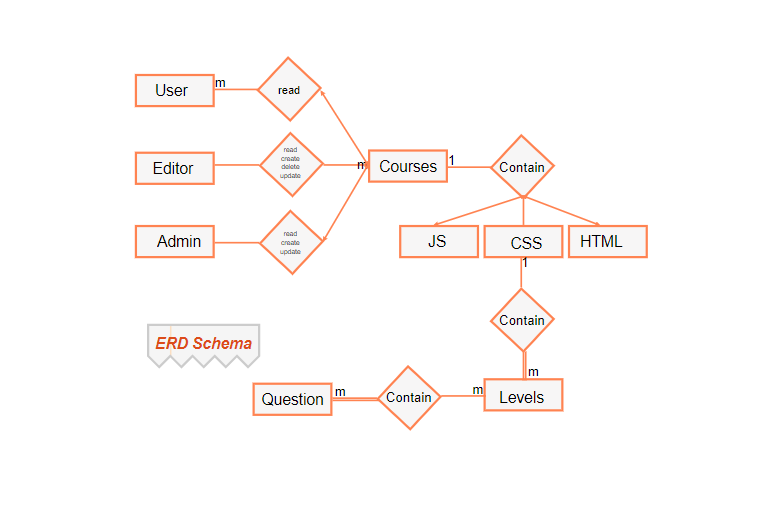 User
m
read
Editor
read
create
delete
update
m
Courses
1
Contain
Admin
read
create
update
JS
CSS
HTML
1
Contain
ERD Schema
m
Question
m
Contain
m
Levels